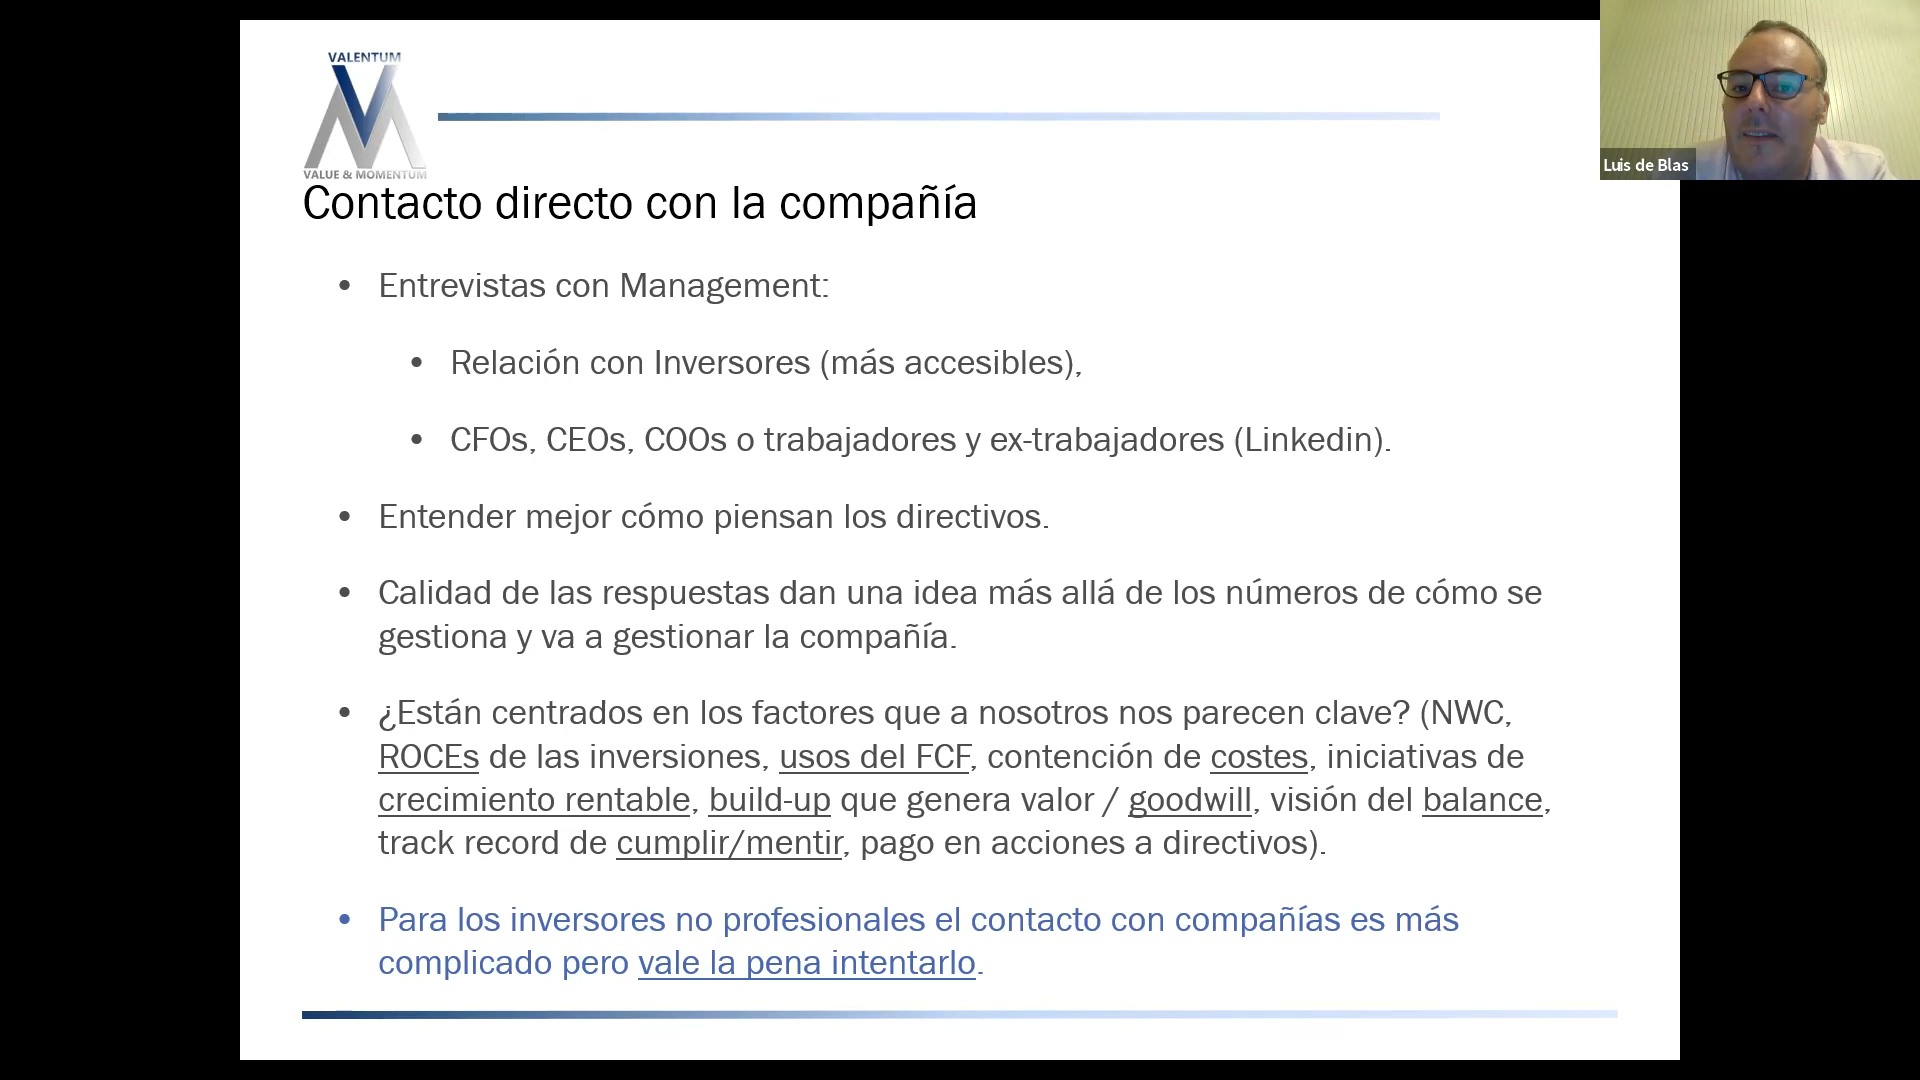 VALENTUM
VALUE & MOMENTUM
Luis de Blas
Contacto directo con la compañía
• Entrevistas con Management:
• Relación con Inversores (más accesibles),
• CFOs, CEOs, COOs o trabajadores y ex-trabajadores (Linkedin).
• Entender mejor cómo piensan los directivos.
• Calidad de las respuestas dan una idea más allá de los números de cómo se
gestiona y va a gestionar la compañía.
• ¿Están centrados en los factores que a nosotros nos parecen clave? (NWC,
ROCEs de las inversiones, usos del FCF, contención de costes, iniciativas de
crecimiento rentable, build-up que genera valor / goodwill, visión del balance,
track record de cumplir/mentir, pago en acciones a directivos).
• Para los inversores no profesionales el contacto con compañías es más
complicado pero vale la pena intentarlo.